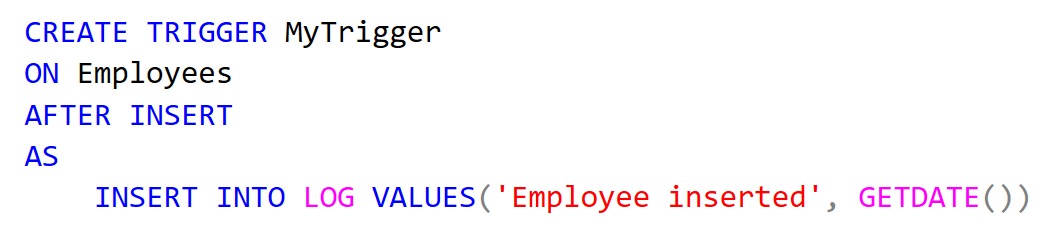 CREATE TRIGGER MyTrigger
ON Employees
AFTER INSERT
AS
    INSERT INTO LOG VALUES('Employee inserted', GETDATE())